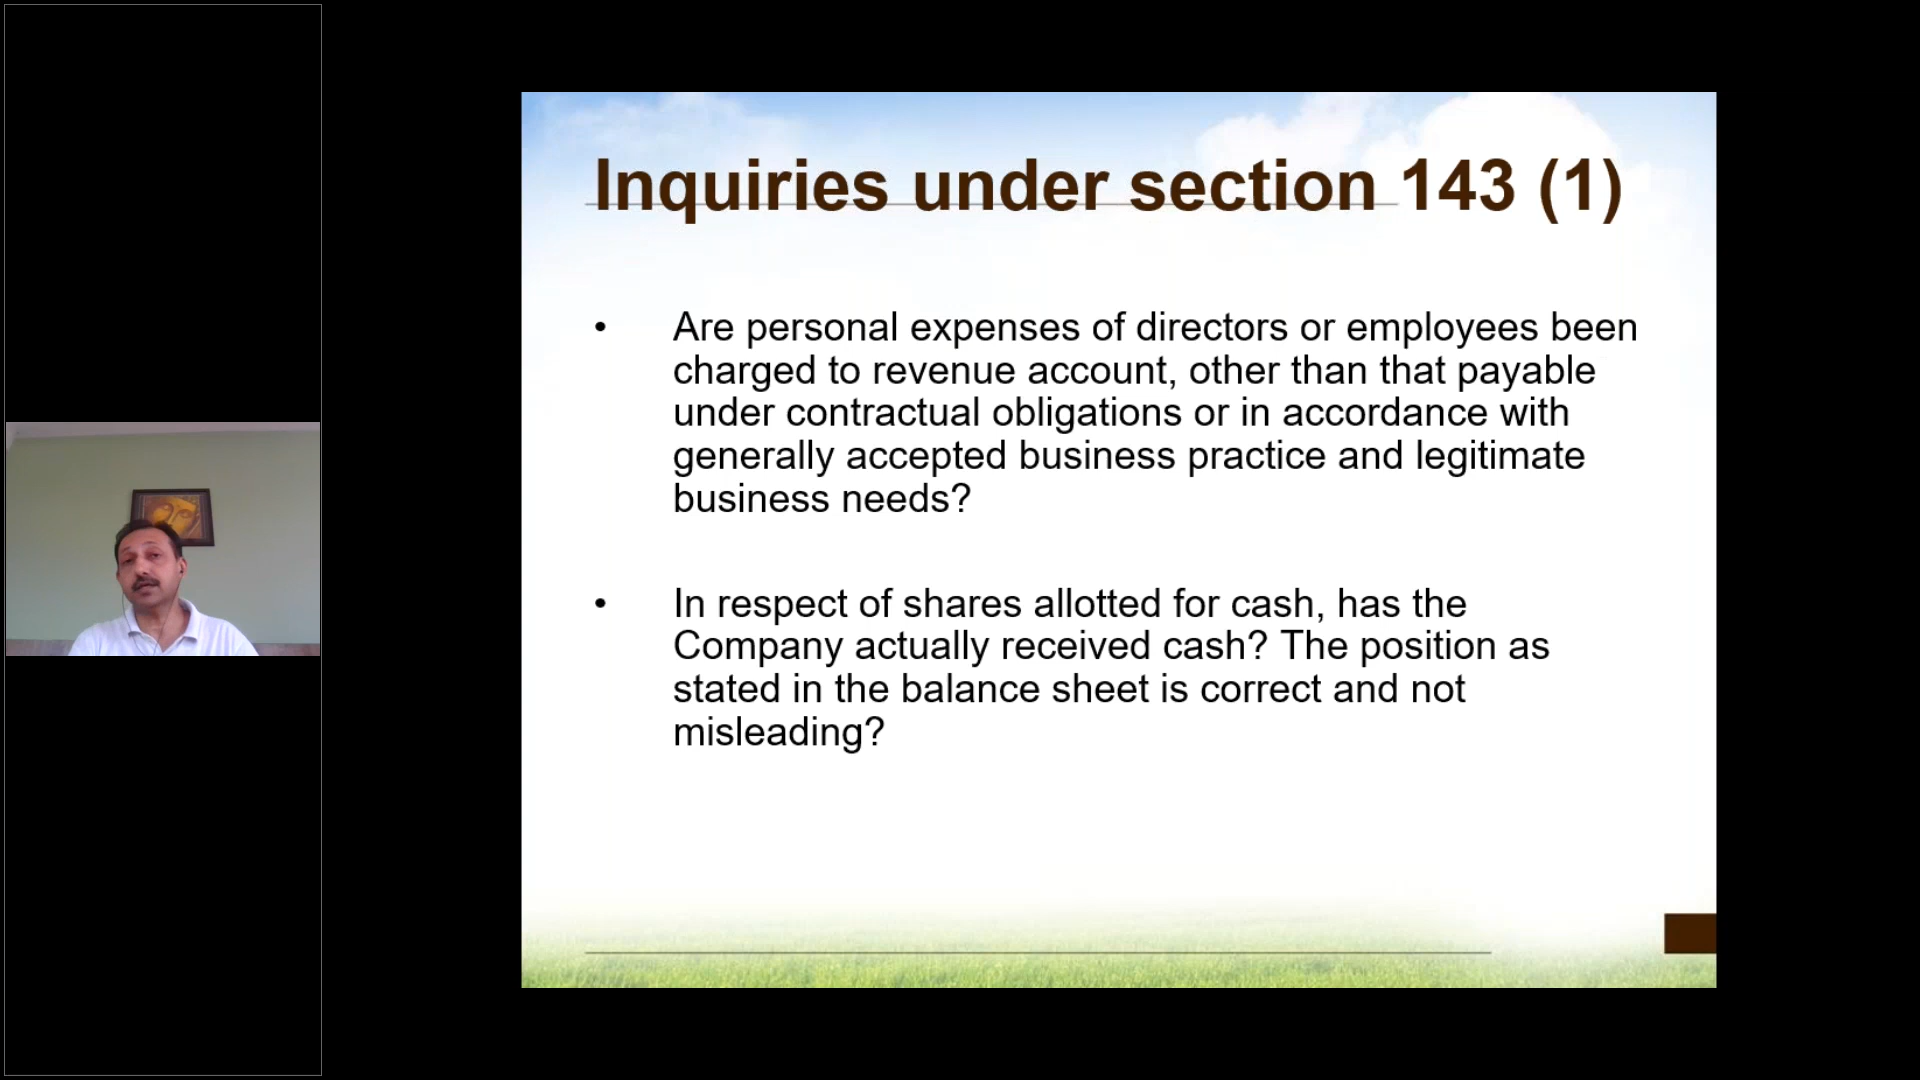 Inquiries under section 143 (1)
• Are personal expenses of directors or employees been
charged to revenue account, other than that payable
under contractual obligations or in accordance with
generally accepted business practice and legitimate
business needs?
• In respect of shares allotted for cash, has the
Company actually received cash? The position as
stated in the balance sheet is correct and not
misleading?